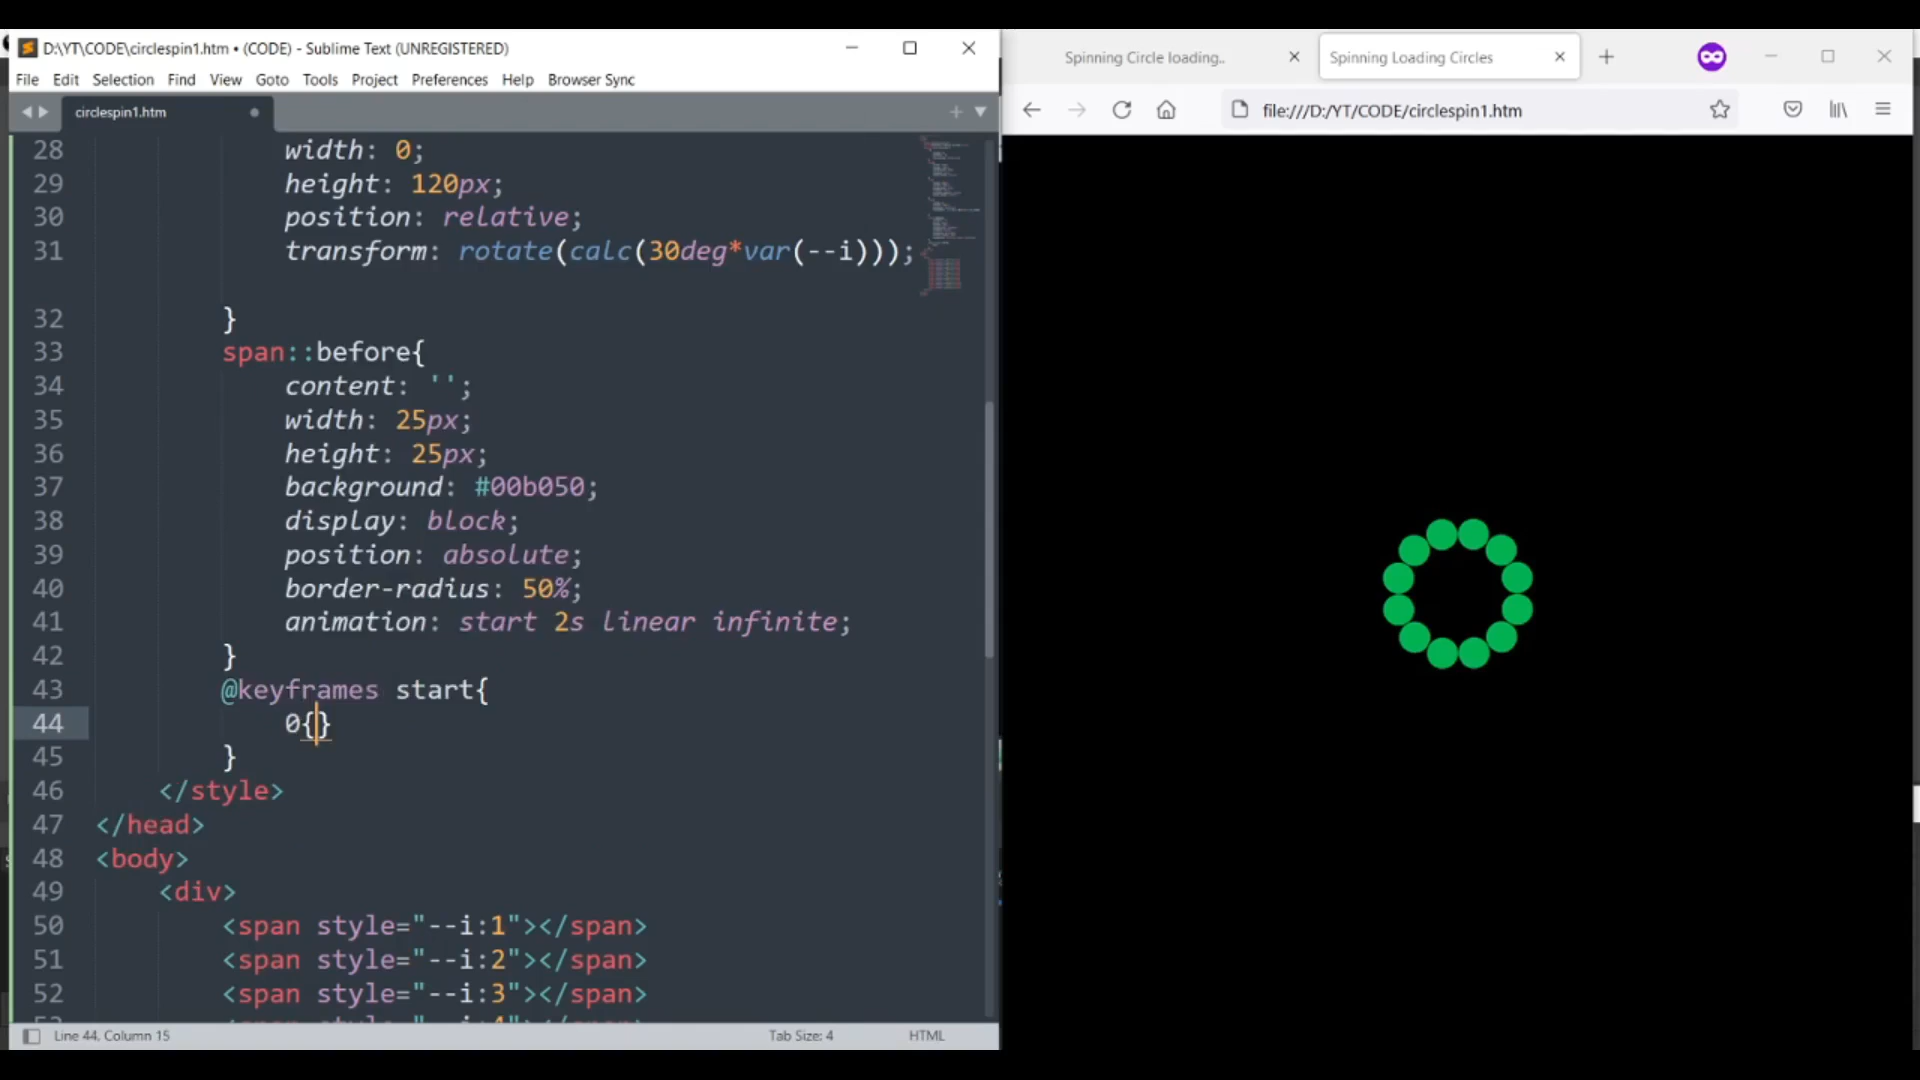 D:\YT\CODE\circlespin1.htm • (CODE) - Sublime Text (UNREGISTERED)
File Edit Selection Find View Goto Tools Project Preferences Help Browser Sync
circlespin1.htm
28 width: 0;
29 height: 120px;
30 position: relative;
31 transform: rotate(calc(30deg*var(--i)));
32 }
33 span::before{
34 content: '';
35 width: 25px;
36 height: 25px;
37 background: #00b050;
38 display: block;
39 position: absolute;
40 border-radius: 50%;
41 animation: start 2s linear infinite;
42 }
43 @keyframes start{
44 0{}
45 }
46 </style>
47 </head>
48 <body>
49 <div>
50 <span style="--i:1"></span>
51 <span style="--i:2"></span>
52 <span style="--i:3"></span>
Line 44, Column 15 Tab Size: 4 HTML
Spinning Circle loading.. Spinning Loading Circles
file:///D:/YT/CODE/circlespin1.htm